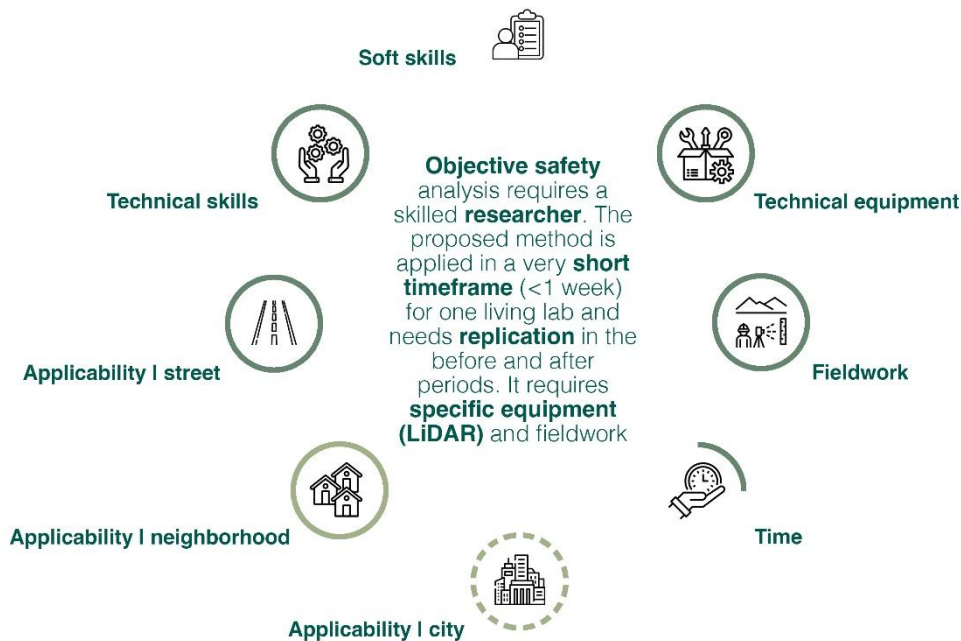 Soft skills
Technical skills
Technical equipment
Objective safety
analysis requires a
skilled researcher. The
proposed method is
applied in a very short
timeframe (<1 week)
for one living lab and
needs replication in the
before and after
periods. It requires
specific equipment
(LiDAR) and fieldwork
Applicability | street
Fieldwork
Applicability | neighborhood
Time
Applicability | city